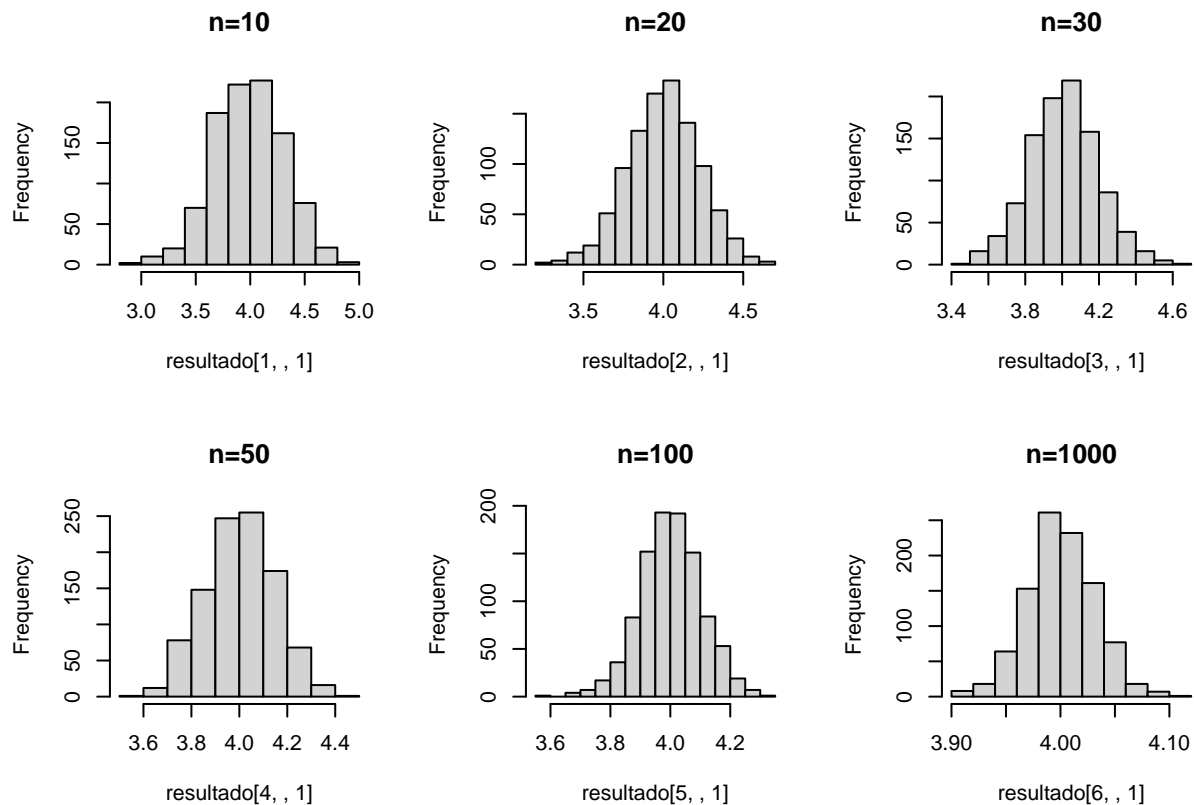 n=10
Frequency
0
50
150
3.0 3.5 4.0 4.5 5.0
resultado[1, , 1]
n=20
Frequency
0
50
100
3.5 4.0 4.5
resultado[2, , 1]
n=30
Frequency
0
50
150
3.4 3.8 4.2 4.6
resultado[3, , 1]
n=50
Frequency
0
50
150
250
3.6 3.8 4.0 4.2 4.4
resultado[4, , 1]
n=100
Frequency
0
50
100
200
3.6 3.8 4.0 4.2
resultado[5, , 1]
n=1000
Frequency
0
100
200
3.90 4.00 4.10
resultado[6, , 1]